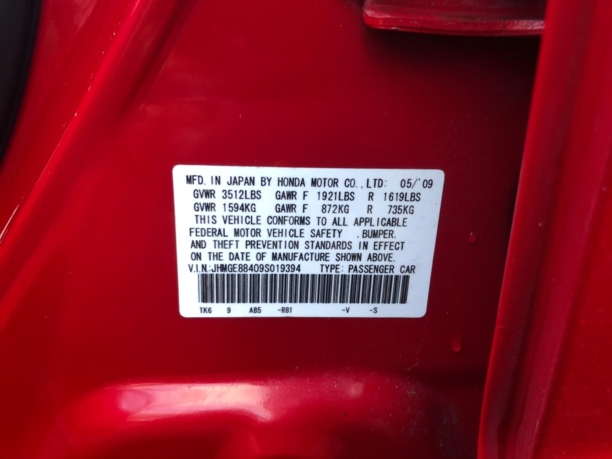 MFD. IN JAPAN BY HONDA MOTOR CO.,LTD: 05/'09
GVWR 3512LBS GAWR F 1921LBS R 1619LBS
GVWR 1594KG GAWR F 872KG R 735KG
THIS VEHICLE CONFORMS TO ALL APPLICABLE
FEDERAL MOTOR VEHICLE SAFETY .BUMPER.
AND THEFT PREVENTION STANDARDS IN EFFECT
ON THE DATE OF MANUFACTURE SHOWN ABOVE.
V.I.N:JHMGE88409S019394 TYPE: PASSENGER CAR
TK6 9 AB5 -R81 -V -S